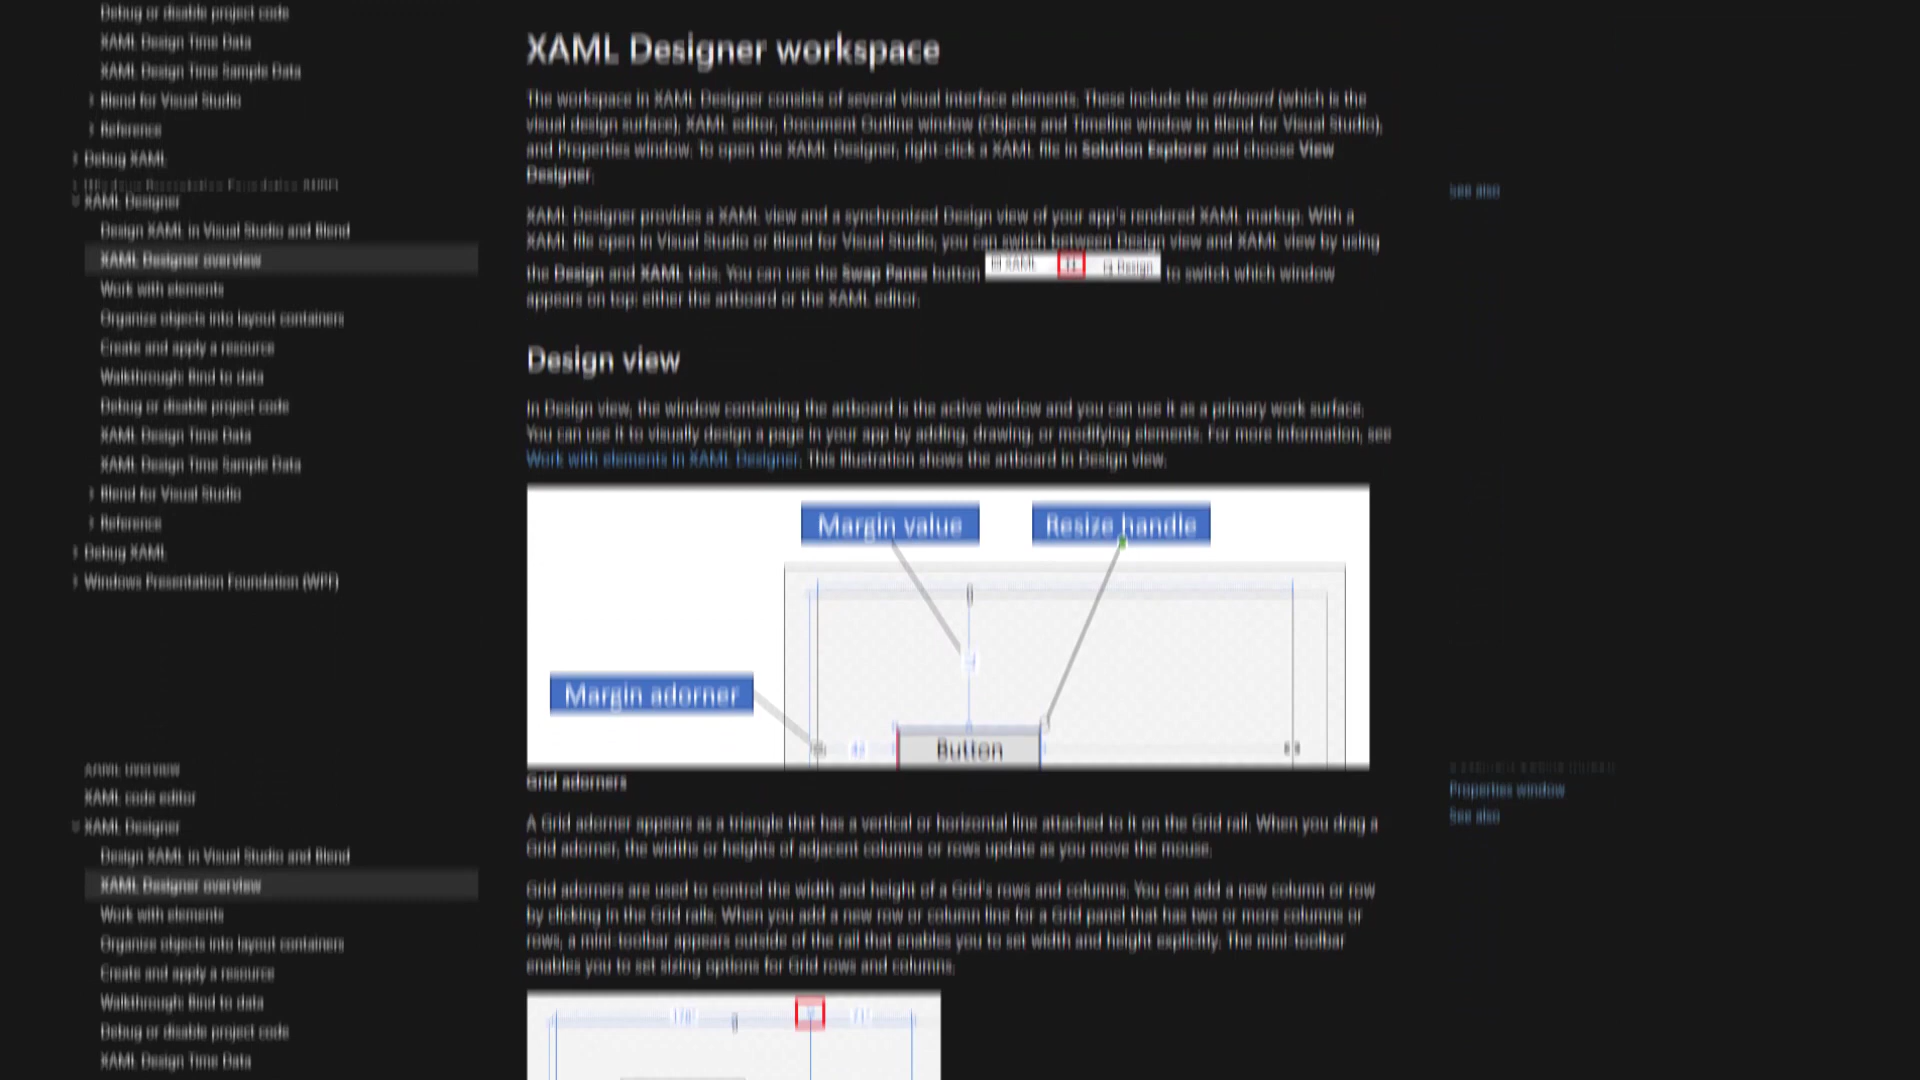 Debug or disable project code
XAML Design Time Data
XAML Design Time Sample Data
Blend for Visual Studio
Reference
Debug XAML
XAML Designer
Design XAML in Visual Studio and Blend
XAML Designer overview
Work with elements
Organize objects into layout containers
Create and apply a resource
Walkthrough: Bind to data
Debug or disable project code
XAML Design Time Data
XAML Design Time Sample Data
Blend for Visual Studio
Reference
Debug XAML
Windows Presentation Foundation (WPF)
XAML overview
XAML code editor
XAML Designer
Design XAML in Visual Studio and Blend
XAML Designer overview
Work with elements
Organize objects into layout containers
Create and apply a resource
Walkthrough: Bind to data
Debug or disable project code
XAML Design Time Data
XAML Designer workspace
The workspace in XAML Designer consists of several visual interface elements. These include the artboard (which is the
visual design surface), XAML editor, Document Outline window (Objects and Timeline window in Blend for Visual Studio),
and Properties window. To open the XAML Designer, right-click a XAML file in Solution Explorer and choose View
Designer.
XAML Designer provides a XAML view and a synchronized Design view of your app's rendered XAML markup. With a
XAML file open in Visual Studio or Blend for Visual Studio, you can switch between Design view and XAML view by using
the Design and XAML tabs. You can use the Swap Panes button XAML Design to switch which window
appears on top: either the artboard or the XAML editor.
Design view
In Design view, the window containing the artboard is the active window and you can use it as a primary work surface.
You can use it to visually design a page in your app by adding, drawing, or modifying elements. For more information, see
Work with elements in XAML Designer. This illustration shows the artboard in Design view.
Margin value
Resize handle
Margin adorner
Button
Grid adorners
A Grid adorner appears as a triangle that has a vertical or horizontal line attached to it on the Grid rail. When you drag a
Grid adorner, the widths or heights of adjacent columns or rows update as you move the mouse.
Grid adorners are used to control the width and height of a Grid's rows and columns. You can add a new column or row
by clicking in the Grid rails. When you add a new row or column line for a Grid panel that has two or more columns or
rows, a mini-toolbar appears outside of the rail that enables you to set width and height explicitly. The mini-toolbar
enables you to set sizing options for Grid rows and columns.
See also
Properties window
See also